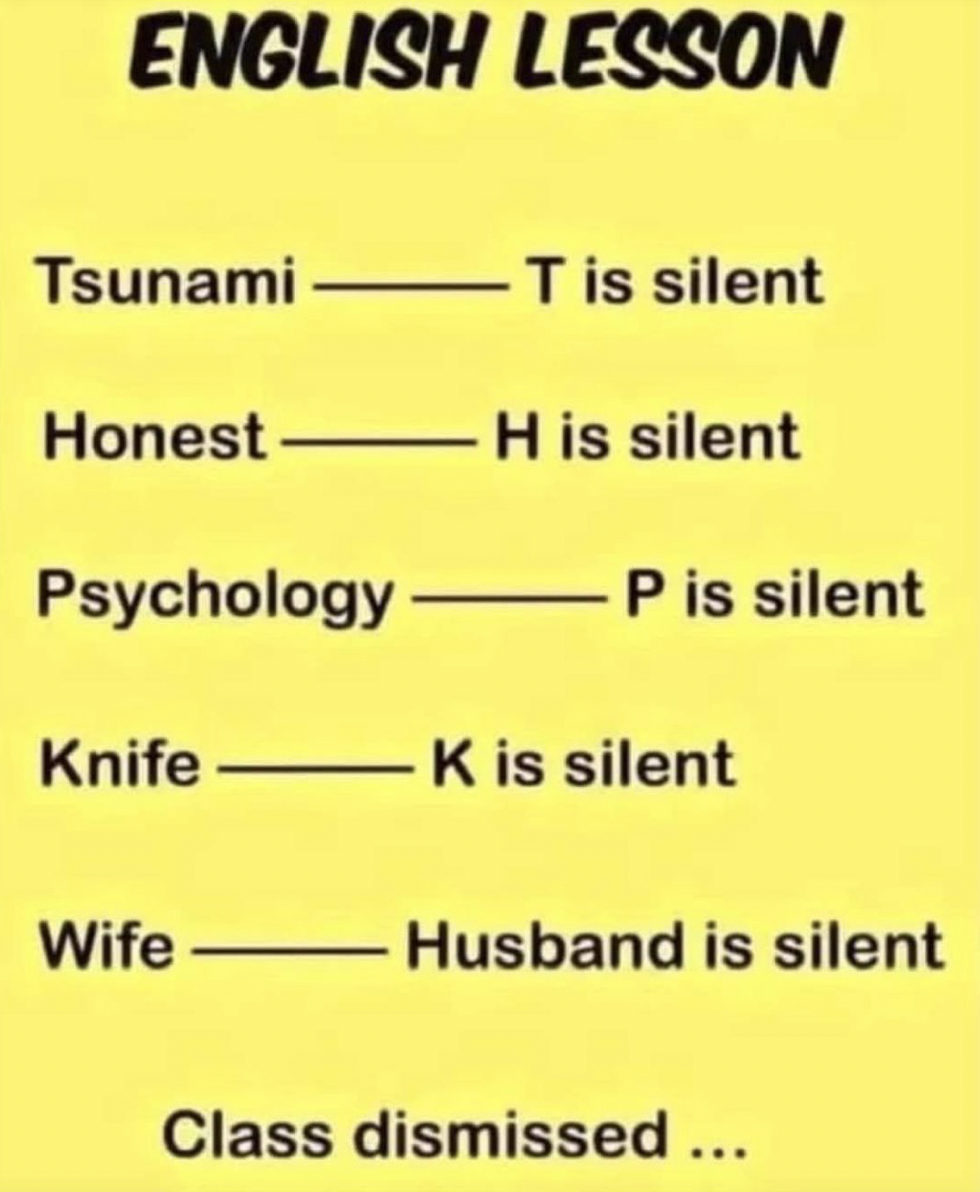 ENGLISH LESSON
Tsunami ——— T is silent
Honest ——— H is silent
Psychology ——— P is silent
Knife ——— K is silent
Wife ——— Husband is silent
Class dismissed ...